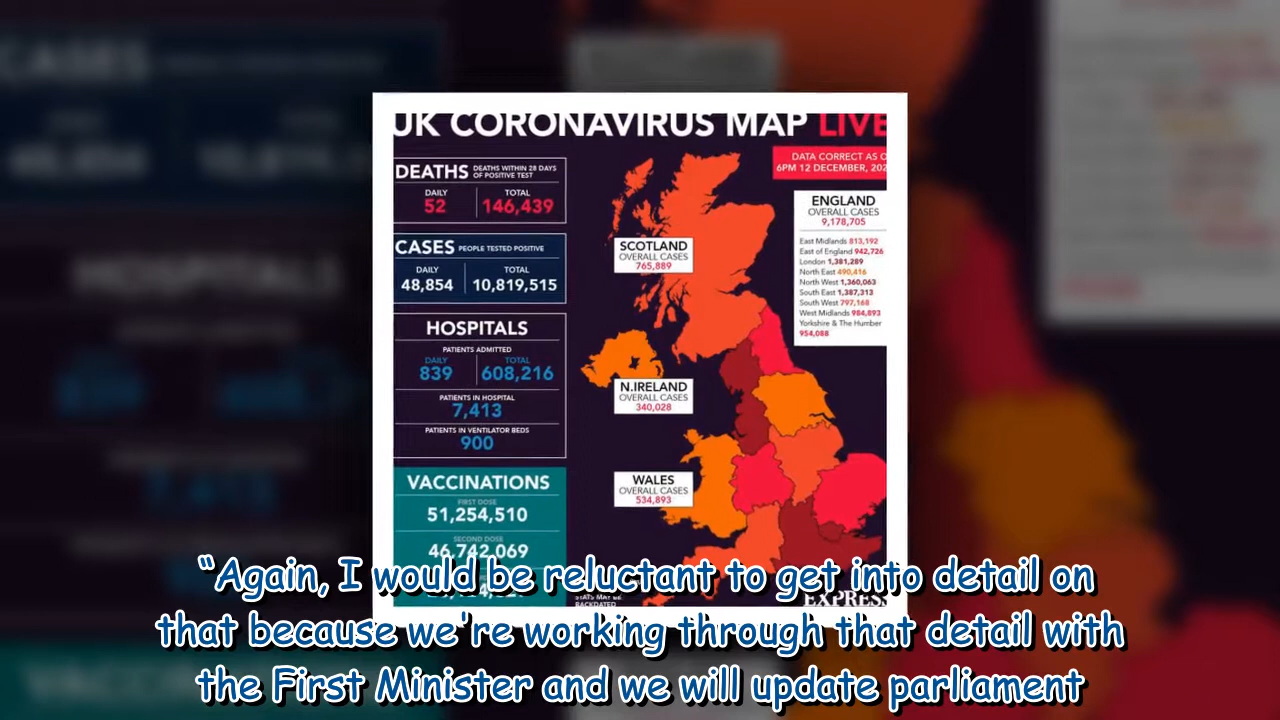 UK CORONAVIRUS MAP LIVE
DATA CORRECT AS O
6PM 12 DECEMBER, 202
DEATHS DEATHS WITHIN 28 DAYS
OF POSITIVE TEST
DAILY TOTAL
52 146,439
CASES PEOPLE TESTED POSITIVE
DAILY TOTAL
48,854 10,819,515
HOSPITALS
PATIENTS ADMITTED
DAILY TOTAL
839 608,216
PATIENTS IN HOSPITAL
7,413
PATIENTS IN VENTILATOR BEDS
900
VACCINATIONS
FIRST DOSE
51,254,510
SECOND DOSE
46,742,069
SCOTLAND
OVERALL CASES
765,889
N.IRELAND
OVERALL CASES
340,028
WALES
OVERALL CASES
534,893
ENGLAND
OVERALL CASES
9,178,705
East Midlands 813,192
East of England 942,726
London 1,381,289
North East 490,416
North West 1,360,063
South East 1,387,313
South West 797,168
West Midlands 984,893
Yorkshire & The Humber
954,088
STATS MAY BE
BACKDATED
EXPRESS
“Again, I would be reluctant to get into detail on
that because we're working through that detail with
the First Minister and we will update parliament